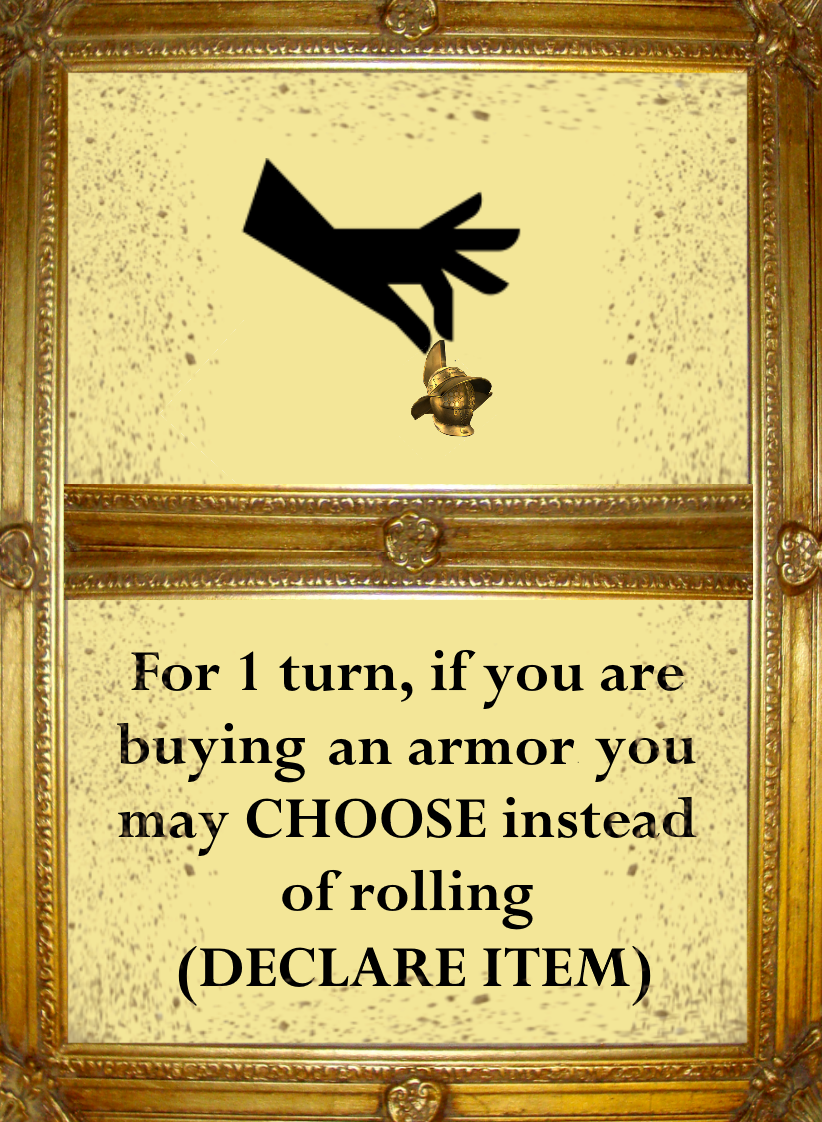 For 1 turn, if you are
buying an armor you
may CHOOSE instead
of rolling
(DECLARE ITEM)